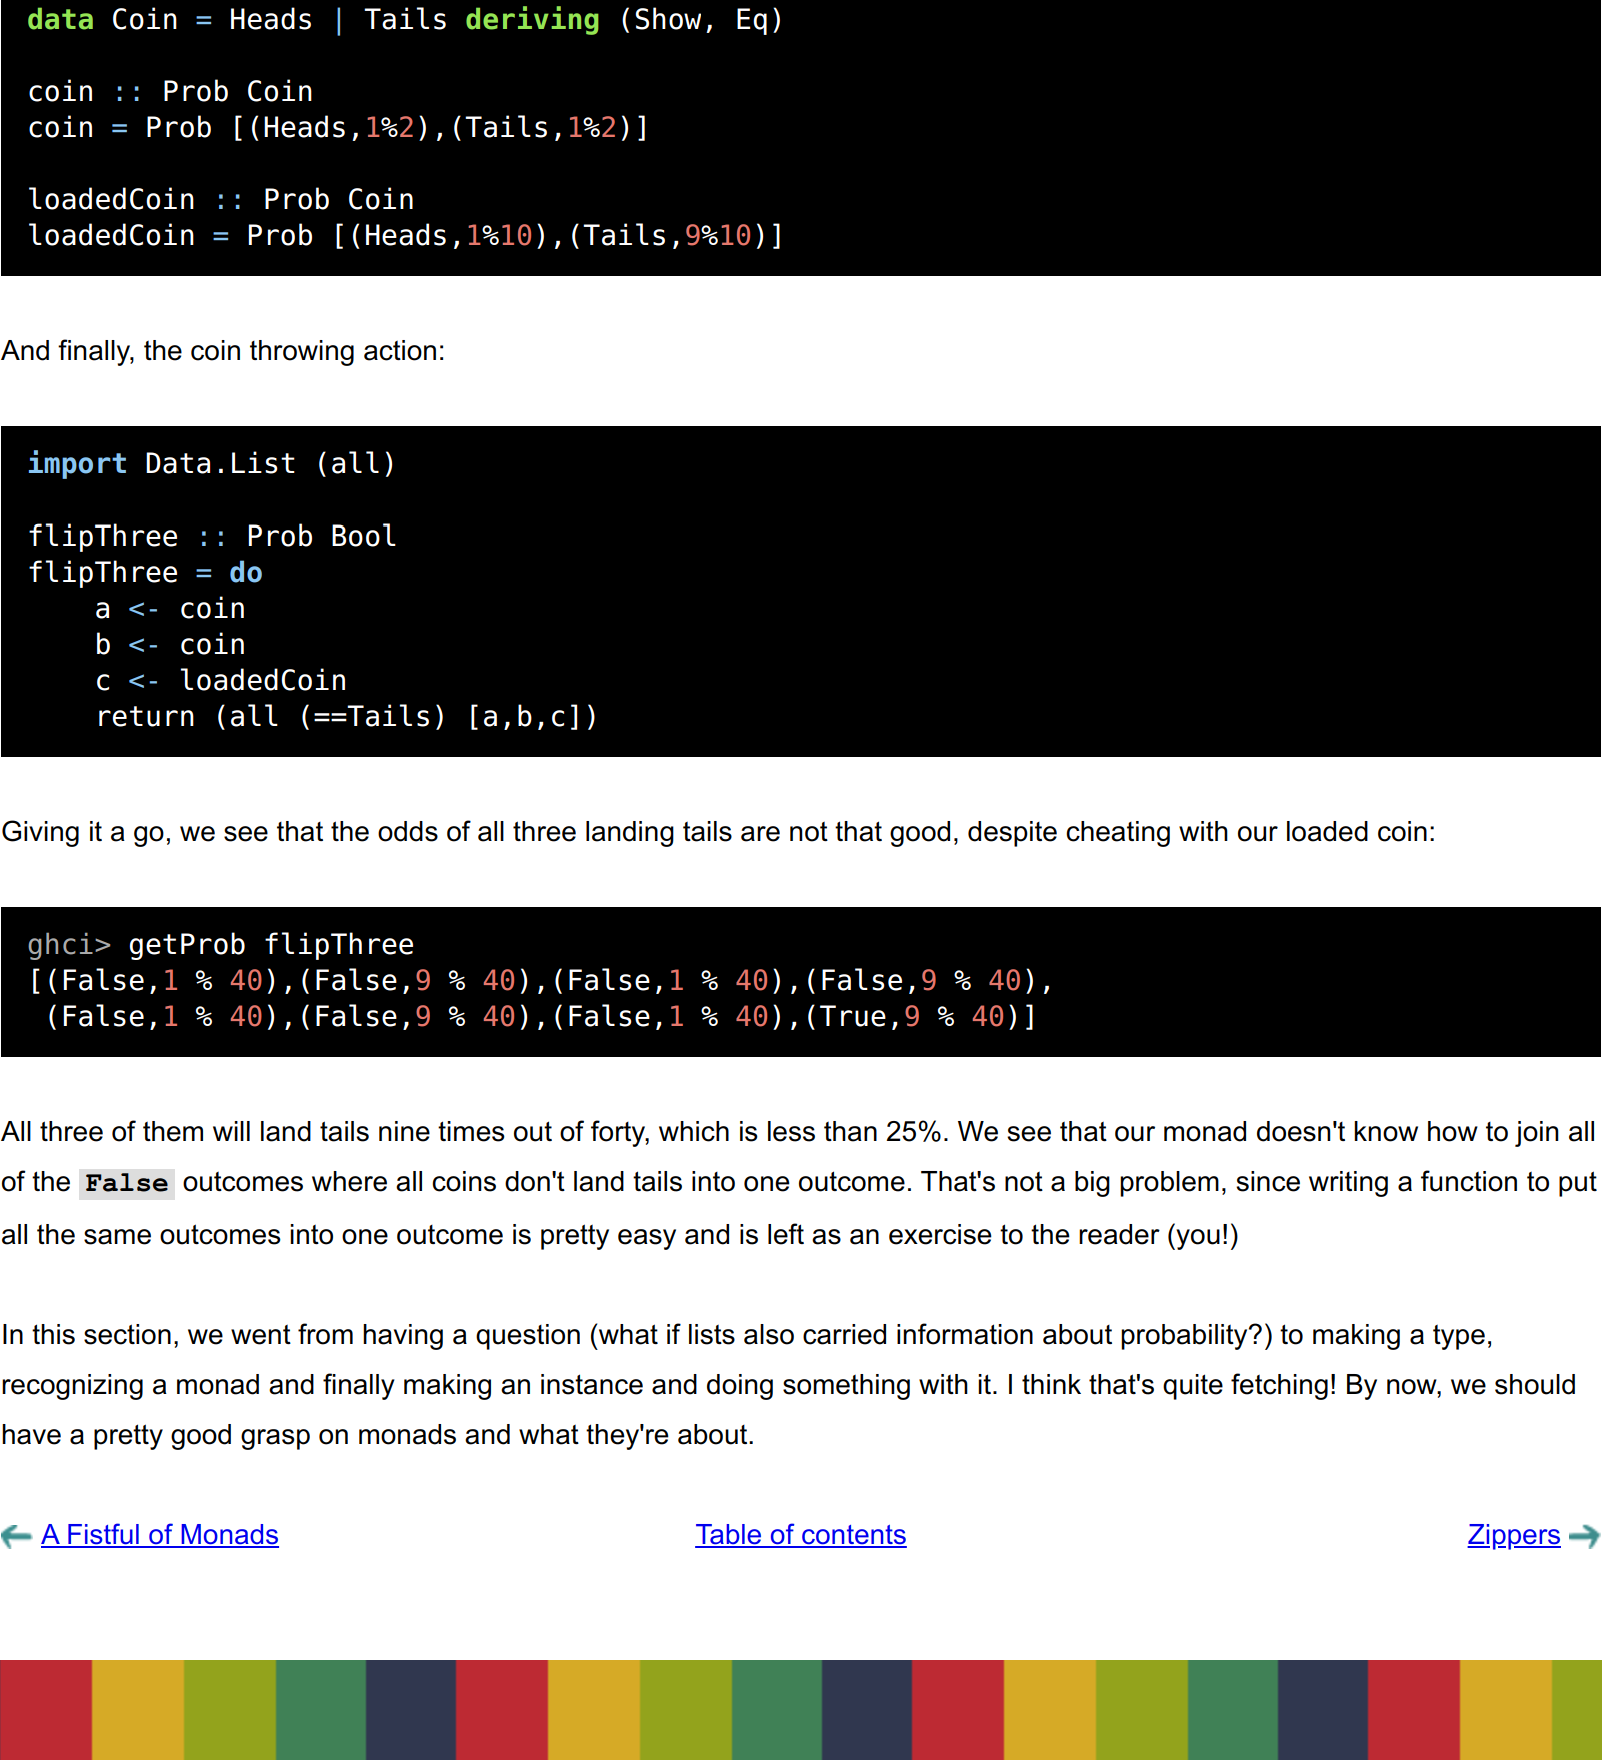 data Coin = Heads | Tails deriving (Show, Eq)
coin :: Prob Coin
coin = Prob [(Heads,1%2),(Tails,1%2)]
loadedCoin :: Prob Coin
loadedCoin = Prob [(Heads,1%10),(Tails,9%10)]
And finally, the coin throwing action:
import Data.List (all)
flipThree :: Prob Bool
flipThree = do
    a <- coin
    b <- coin
    c <- loadedCoin
    return (all (==Tails) [a,b,c])
Giving it a go, we see that the odds of all three landing tails are not that good, despite cheating with our loaded coin:
ghci> getProb flipThree
[(False,1 % 40),(False,9 % 40),(False,1 % 40),(False,9 % 40),
 (False,1 % 40),(False,9 % 40),(False,1 % 40),(True,9 % 40)]
All three of them will land tails nine times out of forty, which is less than 25%. We see that our monad doesn't know how to join all
of the False outcomes where all coins don't land tails into one outcome. That's not a big problem, since writing a function to put
all the same outcomes into one outcome is pretty easy and is left as an exercise to the reader (you!)
In this section, we went from having a question (what if lists also carried information about probability?) to making a type,
recognizing a monad and finally making an instance and doing something with it. I think that's quite fetching! By now, we should
have a pretty good grasp on monads and what they're about.
A Fistful of Monads
Table of contents
Zippers